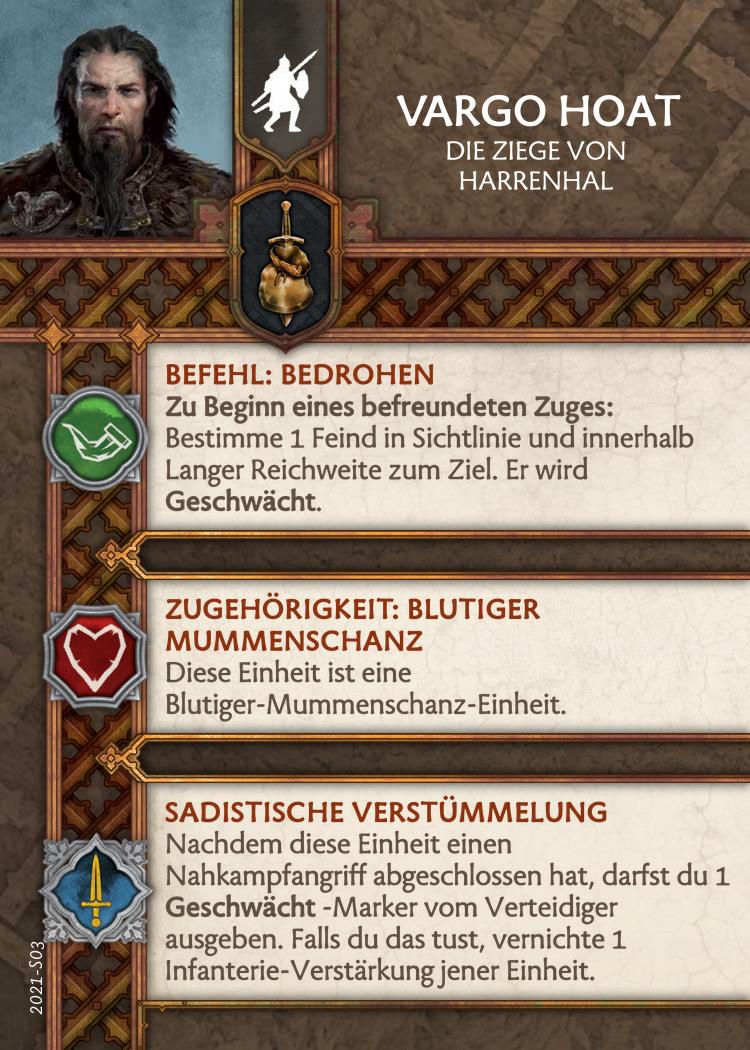 VARGO HOAT
DIE ZIEGE VON
HARRENHAL
BEFEHL: BEDROHEN
Zu Beginn eines befreundeten Zuges:
Bestimme 1 Feind in Sichtlinie und innerhalb
Langer Reichweite zum Ziel. Er wird
Geschwächt.
ZUGEHÖRIGKEIT: BLUTIGER
MUMMENSCHANZ
Diese Einheit ist eine
Blutiger-Mummenschanz-Einheit.
SADISTISCHE VERSTÜMMELUNG
Nachdem diese Einheit einen
Nahkampfangriff abgeschlossen hat, darfst du 1
Geschwächt -Marker vom Verteidiger
ausgeben. Falls du das tust, vernichte 1
Infanterie-Verstärkung jener Einheit.
2021-S03